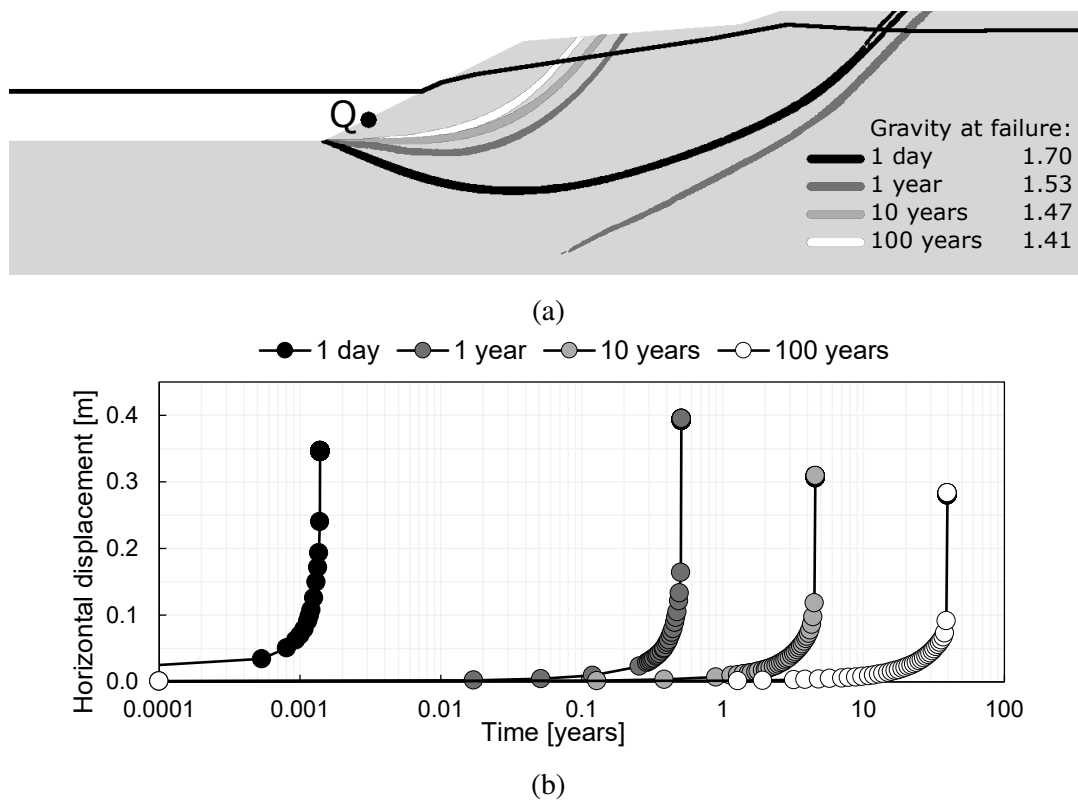 Q
Gravity at failure:
1 day 1.70
1 year 1.53
10 years 1.47
100 years 1.41
(a)
1 day 1 year 10 years 100 years
Horizontal displacement [m]
0.4
0.3
0.2
0.1
0.0
0.0001 0.001 0.01 0.1 1 10 100
Time [years]
(b)